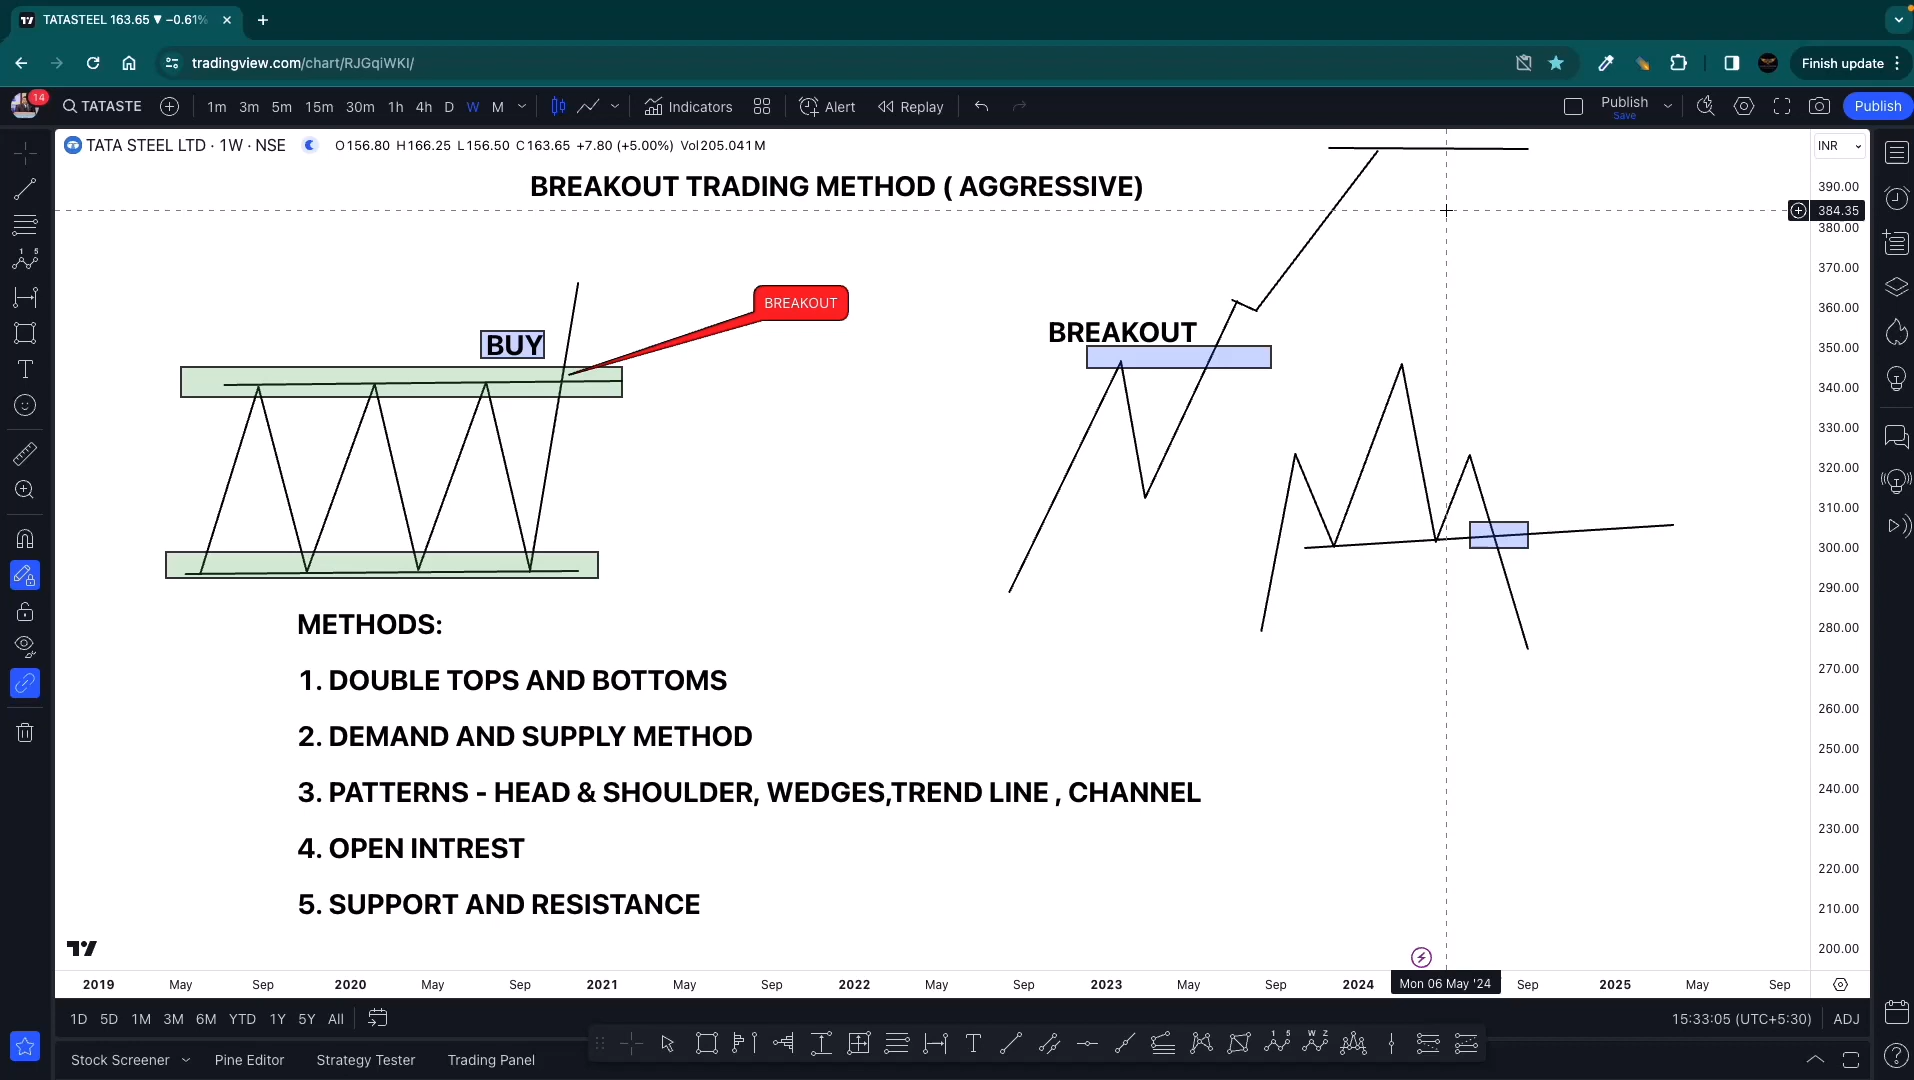 TATASTEEL 163.65 ▼ −0.61%
tradingview.com/chart/RJGqiWKI/
Finish update
14
TATASTE
1m 3m 5m 15m 30m 1h 4h D W M
Indicators
Alert
Replay
Publish
Save
Publish
TATA STEEL LTD · 1W · NSE
O156.80 H166.25 L156.50 C163.65 +7.80 (+5.00%) Vol205.041M
INR
BREAKOUT TRADING METHOD ( AGGRESSIVE)
390.00
384.35
380.00
370.00
360.00
350.00
340.00
330.00
320.00
310.00
300.00
290.00
280.00
270.00
260.00
250.00
240.00
230.00
220.00
210.00
200.00
BREAKOUT
BUY
BREAKOUT
METHODS:
1. DOUBLE TOPS AND BOTTOMS
2. DEMAND AND SUPPLY METHOD
3. PATTERNS - HEAD & SHOULDER, WEDGES,TREND LINE , CHANNEL
4. OPEN INTREST
5. SUPPORT AND RESISTANCE
2019 May Sep 2020 May Sep 2021 May Sep 2022 May Sep 2023 May Sep 2024 Mon 06 May '24 Sep 2025 May Sep
1D 5D 1M 3M 6M YTD 1Y 5Y All
15:33:05 (UTC+5:30) ADJ
Stock Screener Pine Editor Strategy Tester Trading Panel